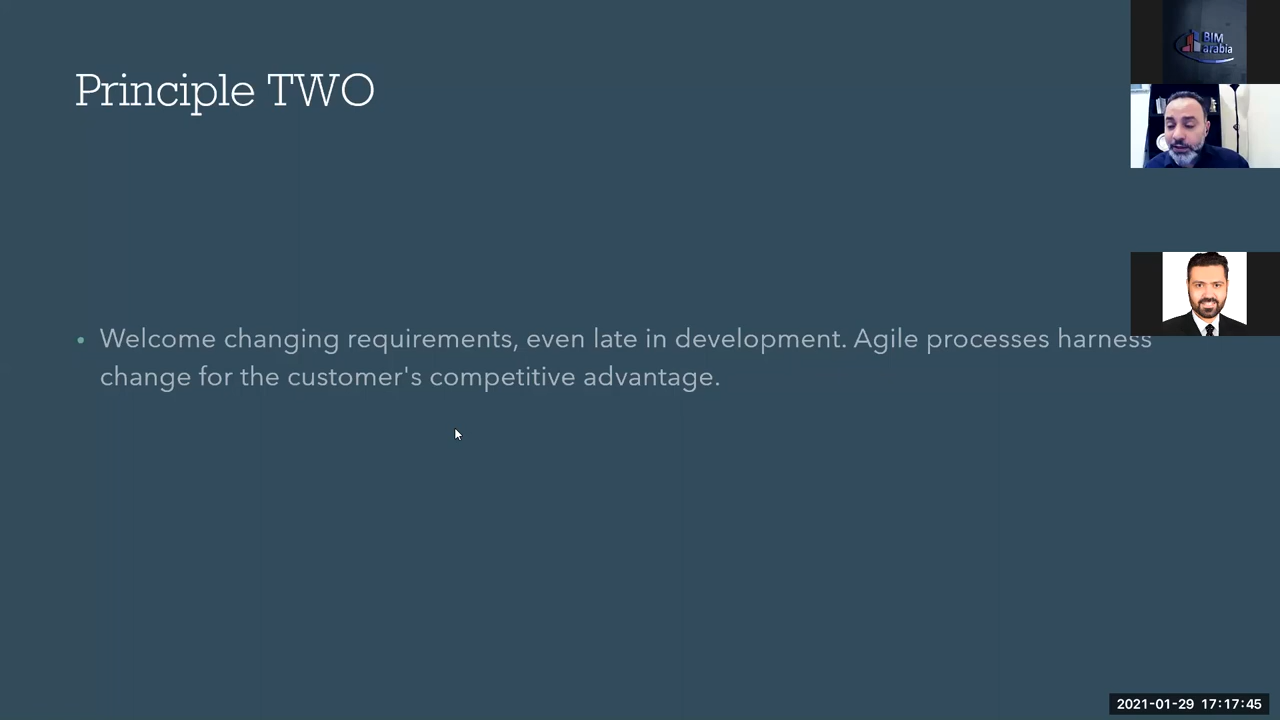 Principle TWO
BIM
arabia
• Welcome changing requirements, even late in development. Agile processes harness
change for the customer's competitive advantage.
2021-01-29 17:17:45